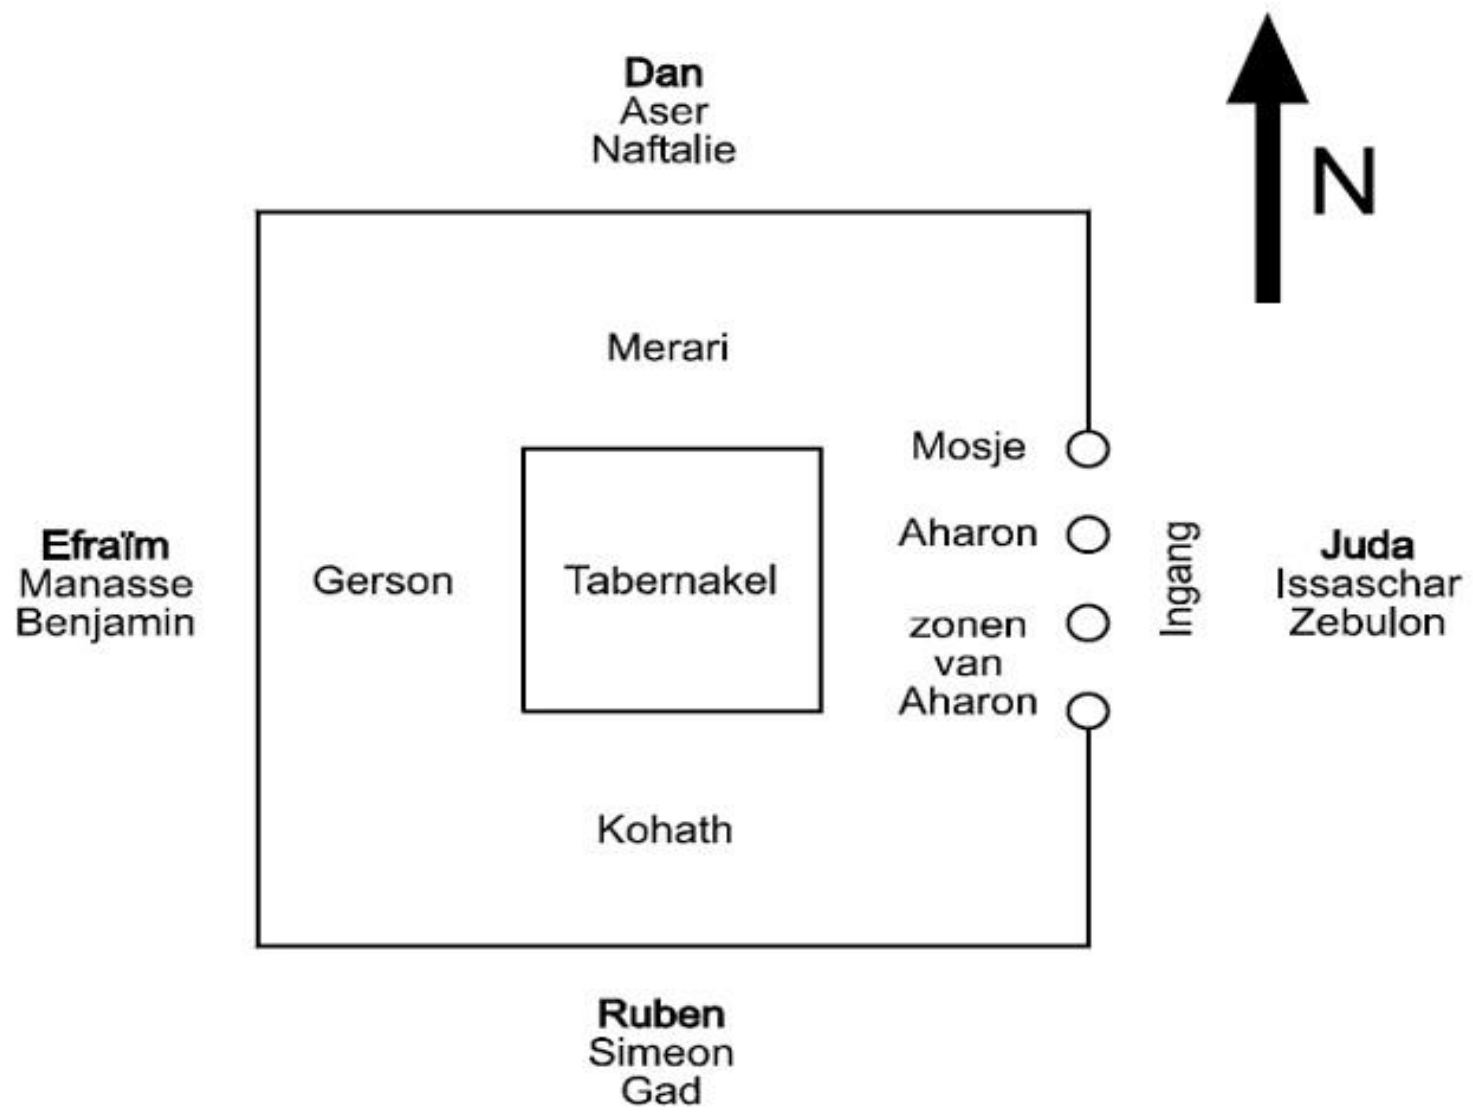 Dan
Aser
Naftalie
N
Merari
Mosje
Aharon
zonen
van
Aharon
Ingang
Efraïm
Manasse
Benjamin
Gerson
Tabernakel
Juda
Issaschar
Zebulon
Kohath
Ruben
Simeon
Gad